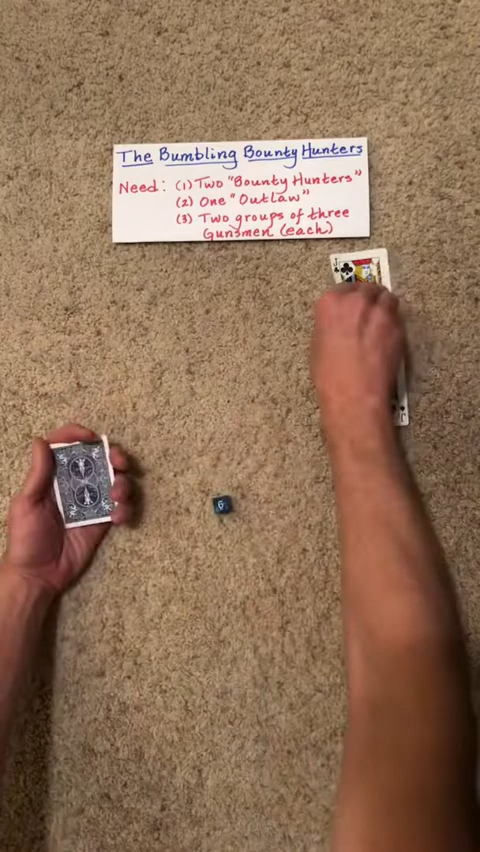 The Bumbling Bounty Hunters
Need: (1) Two "Bounty Hunters"
(2) One "Outlaw"
(3) Two groups of three
Gunsmen (each)
J
J
6